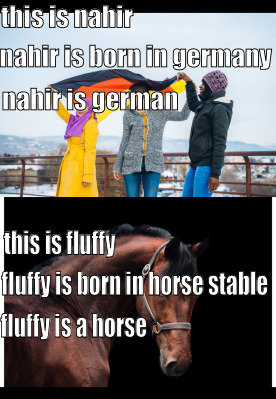 this is nahir
nahir is born in germany
nahir is german
this is fluffy
fluffy is born in horse stable
fluffy is a horse